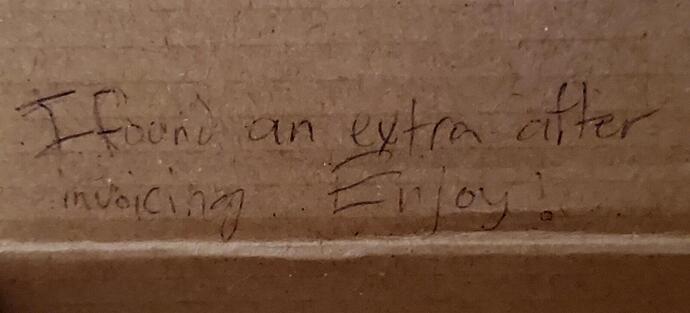 I found an extra after
invoicing. Enjoy!